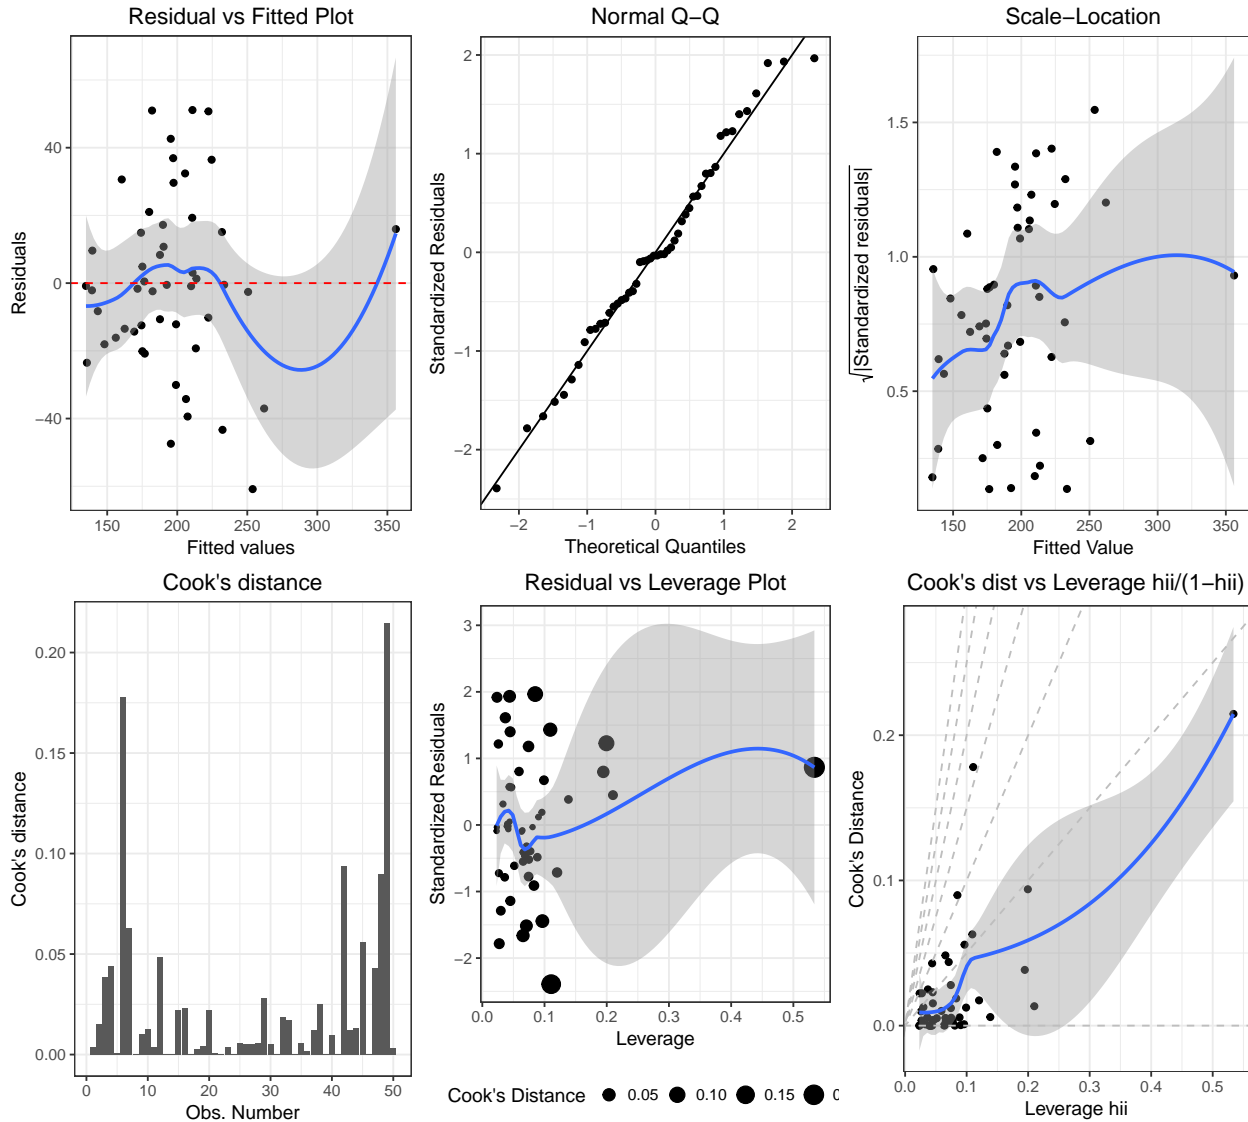 Residual vs Fitted Plot
Residuals
40
0
−40
150 200 250 300 350
Fitted values
Normal Q−Q
Standardized Residuals
2
1
0
−1
−2
−2 −1 0 1 2
Theoretical Quantiles
Scale−Location
√|Standardized residuals|
1.5
1.0
0.5
150 200 250 300 350
Fitted Value
Cook's distance
Cook's distance
0.20
0.15
0.10
0.05
0.00
0 10 20 30 40 50
Obs. Number
Residual vs Leverage Plot
Standardized Residuals
3
2
1
0
−1
−2
0.0 0.1 0.2 0.3 0.4 0.5
Leverage
Cook's Distance 0.05 0.10 0.15
Cook's dist vs Leverage hii/(1−hii)
Cook's Distance
0.2
0.1
0.0
0.0 0.1 0.2 0.3 0.4 0.5
Leverage hii